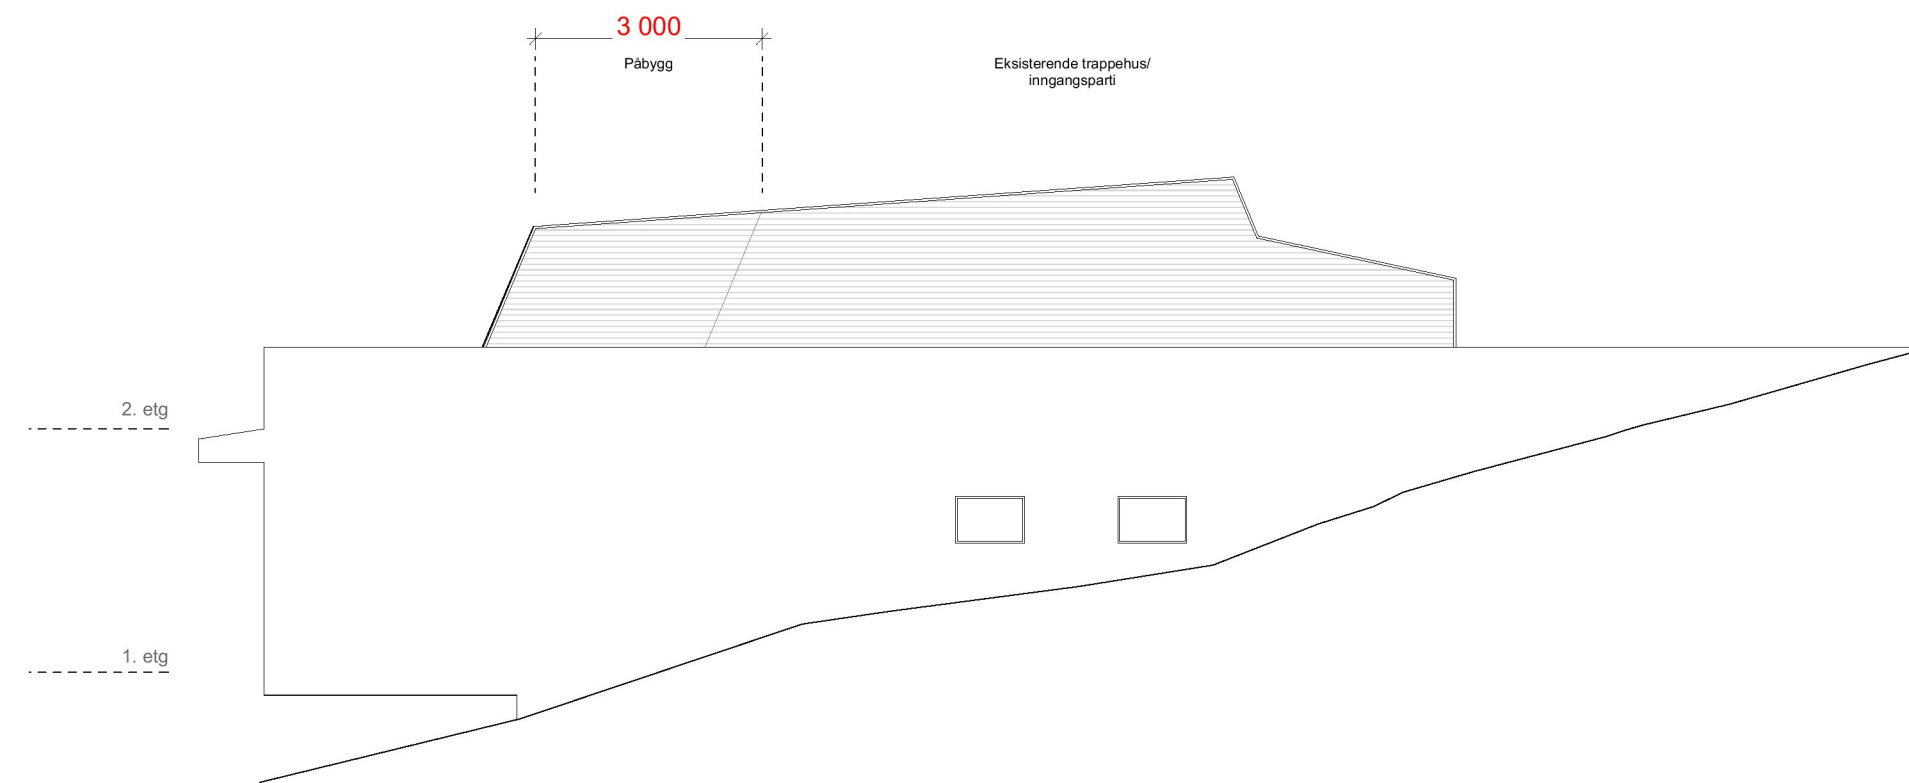 3 000
Påbygg
Eksisterende trappehus/
inngangsparti
2. etg
1. etg